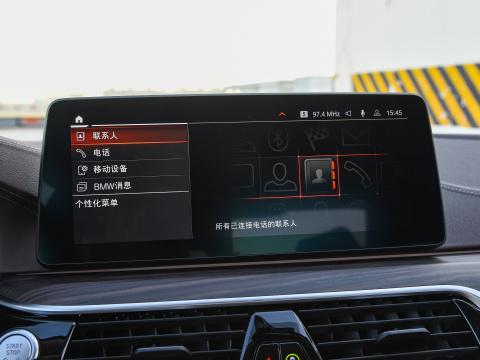 97.4 MHz
15:45
联系人
电话
移动设备
BMW消息
个性化菜单
所有已连接电话的联系人
START
STOP